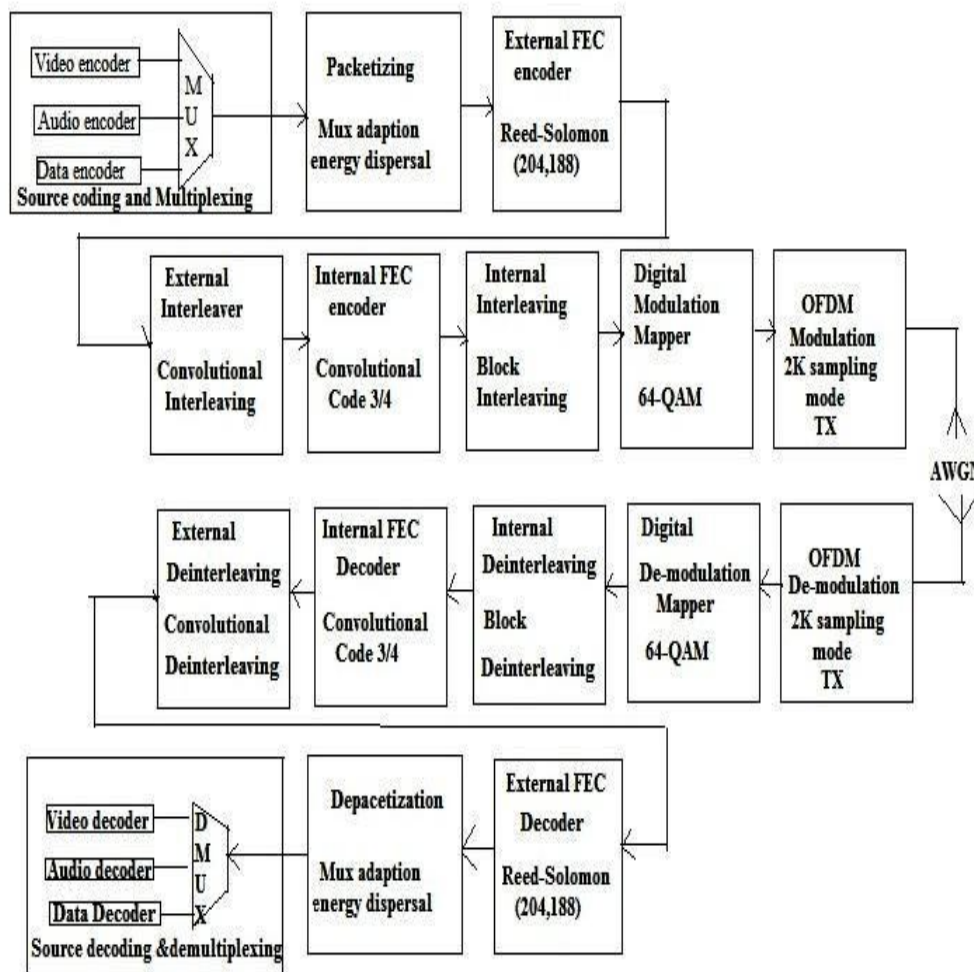 Video encoder
Audio encoder
Data encoder
M
U
X
Source coding and Multiplexing
Packetizing
Mux adaption
energy dispersal
External FEC
encoder
Reed-Solomon
(204,188)
External
Interleaver
Convolutional
Interleaving
Internal FEC
encoder
Convolutional
Code 3/4
Internal
Interleaving
Block
Interleaving
Digital
Modulation
Mapper
64-QAM
OFDM
Modulation
2K sampling
mode
TX
AWGN
External
Deinterleaving
Convolutional
Deinterleaving
Internal FEC
Decoder
Convolutional
Code 3/4
Internal
Deinterleaving
Block
Deinterleaving
Digital
De-modulation
Mapper
64-QAM
OFDM
De-modulation
2K sampling
mode
TX
Video decoder
Audio decoder
Data Decoder
D
M
U
X
Source decoding &demultiplexing
Depacetization
Mux adaption
energy dispersal
External FEC
Decoder
Reed-Solomon
(204,188)